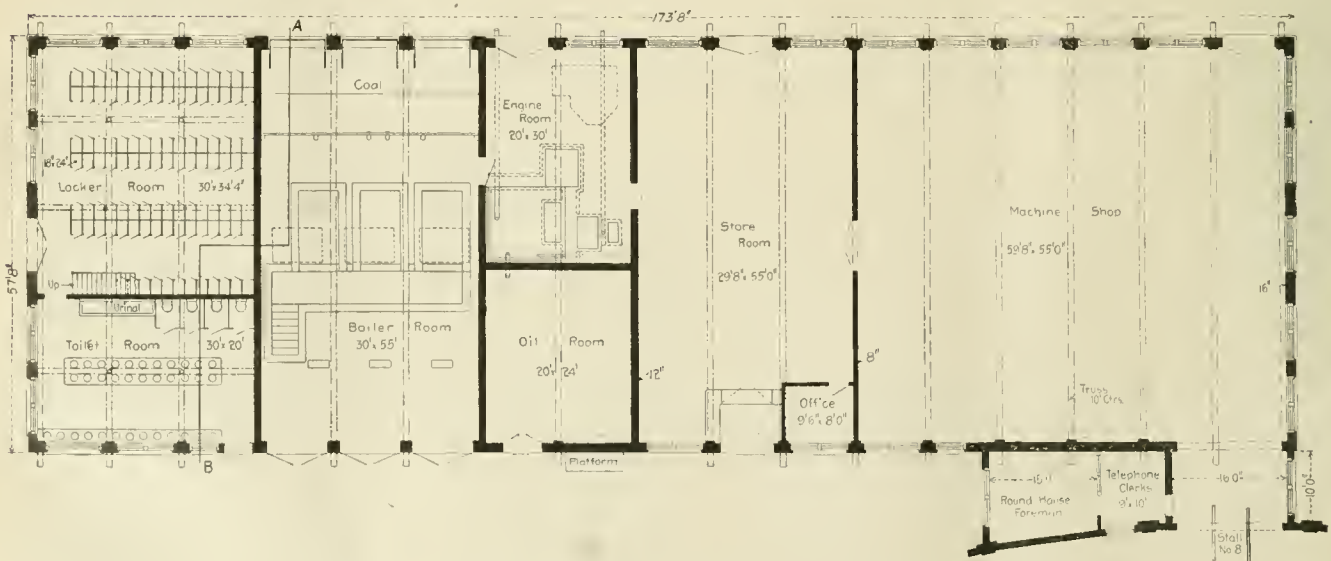 173'8"
A
57'8"
Coal
Engine
Room
20' x 30'
18" x 24"
Locker Room 30' x 34'4"
Store
Room
29'8" x 55'0"
Machine Shop
59'8" x 55'0"
16"
Up
Urinal
Toilet Room 30' x 20'
Boiler Room
30' x 55'
Oil Room
20' x 24'
12"
8"
Office
9'6" x 8'0"
Truss
10' Ctrs.
B
Platform
Round House
Foreman
Telephone
Clerks
9' x 10'
16'0"
10'0"
Stall
No 8